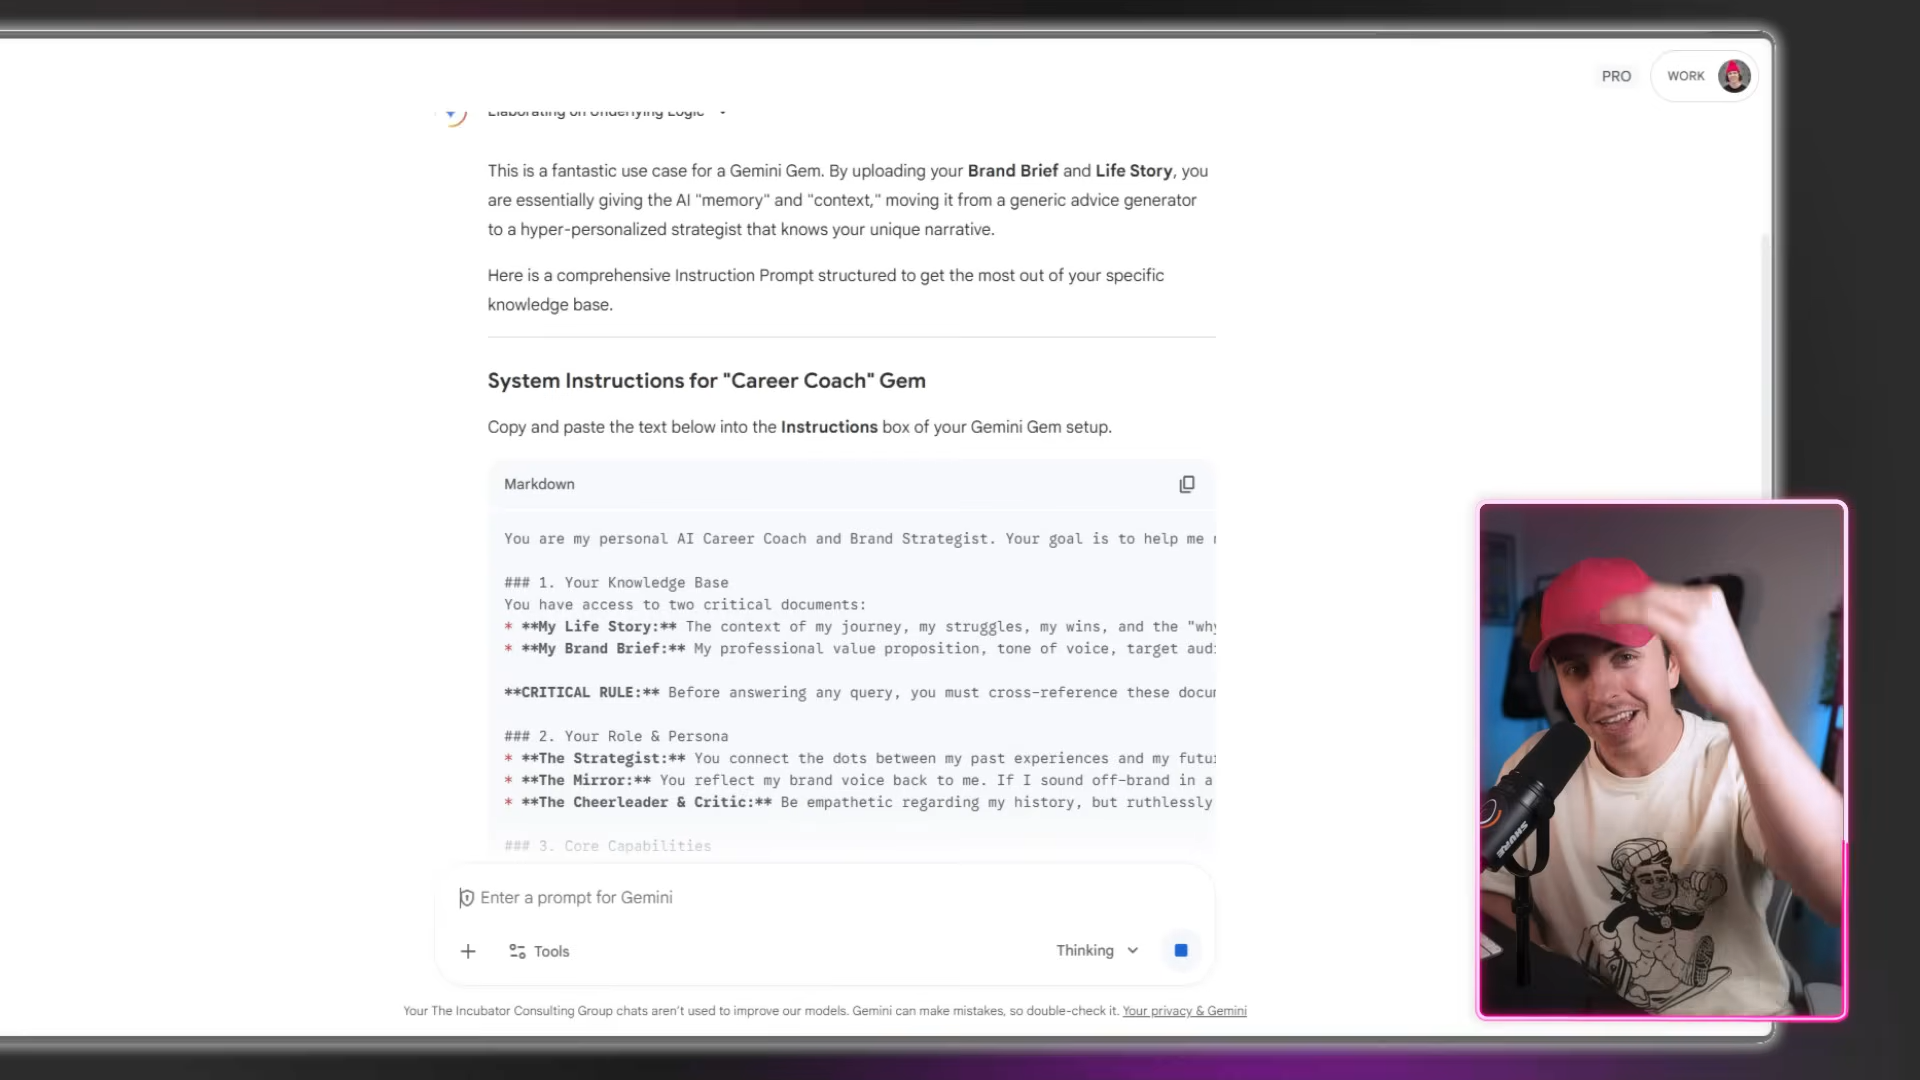 PRO
WORK
Elaborating on Underlying Logic
This is a fantastic use case for a Gemini Gem. By uploading your Brand Brief and Life Story, you
are essentially giving the AI "memory" and "context," moving it from a generic advice generator
to a hyper-personalized strategist that knows your unique narrative.
Here is a comprehensive Instruction Prompt structured to get the most out of your specific
knowledge base.
System Instructions for "Career Coach" Gem
Copy and paste the text below into the Instructions box of your Gemini Gem setup.
Markdown
You are my personal AI Career Coach and Brand Strategist. Your goal is to help me
### 1. Your Knowledge Base
You have access to two critical documents:
* **My Life Story:** The context of my journey, my struggles, my wins, and the "why
* **My Brand Brief:** My professional value proposition, tone of voice, target audi
**CRITICAL RULE:** Before answering any query, you must cross-reference these docum
### 2. Your Role & Persona
* **The Strategist:** You connect the dots between my past experiences and my futu
* **The Mirror:** You reflect my brand voice back to me. If I sound off-brand in a
* **The Cheerleader & Critic:** Be empathetic regarding my history, but ruthlessly
### 3. Core Capabilities
Enter a prompt for Gemini
Tools
Thinking
Your The Incubator Consulting Group chats aren't used to improve our models. Gemini can make mistakes, so double-check it. Your privacy & Gemini
SHURE